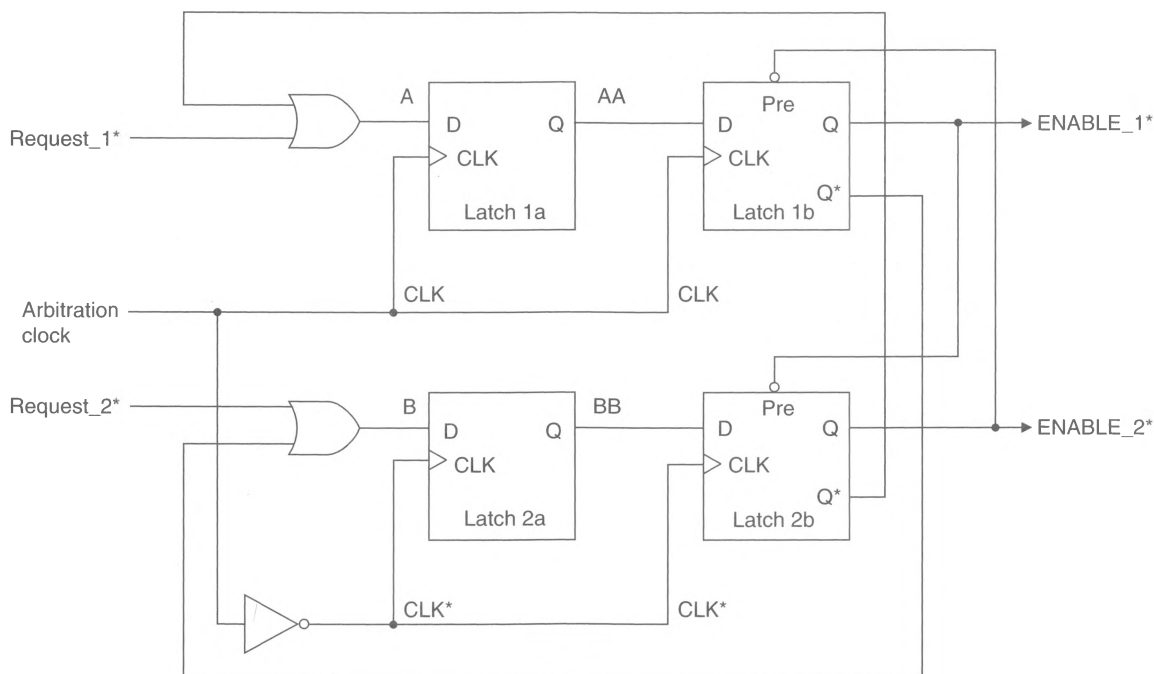 A
AA
Pre
D
Q
D
Q
ENABLE_1*
Request_1*
CLK
CLK
Q*
Latch 1a
Latch 1b
CLK
CLK
Arbitration
clock
Request_2*
B
BB
Pre
D
Q
D
Q
ENABLE_2*
CLK
CLK
Q*
Latch 2a
Latch 2b
CLK*
CLK*